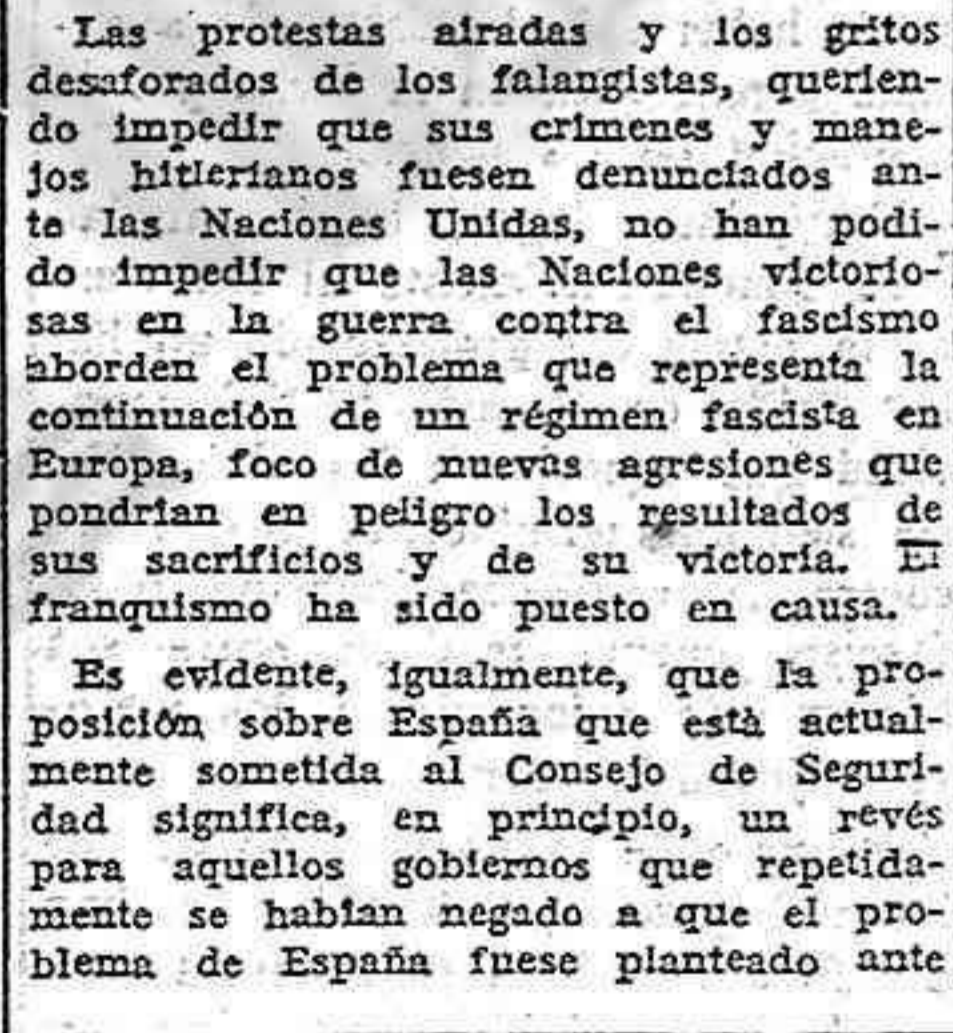 Las protestas airadas y los gritos
desaforados de los falangistas, querien-
do impedir que sus crimenes y mane-
jos hitlerianos fuesen denunciados an-
te las Naciones Unidas, no han podi-
do impedir que las Naciones victorio-
sas en la guerra contra el fascismo
aborden el problema que representa la
continuación de un régimen fascista en
Europa, foco de nuevas agresiones que
pondrian en peligro los resultados de
sus sacrificios y de su victoria. El
franquismo ha sido puesto en causa.
Es evidente, igualmente, que la pro-
posición sobre España que està actual-
mente sometida al Consejo de Seguri-
dad significa, en principio, un revés
para aquellos gobiernos que repetida-
mente se habian negado a que el pro-
blema de España fuese planteado ante